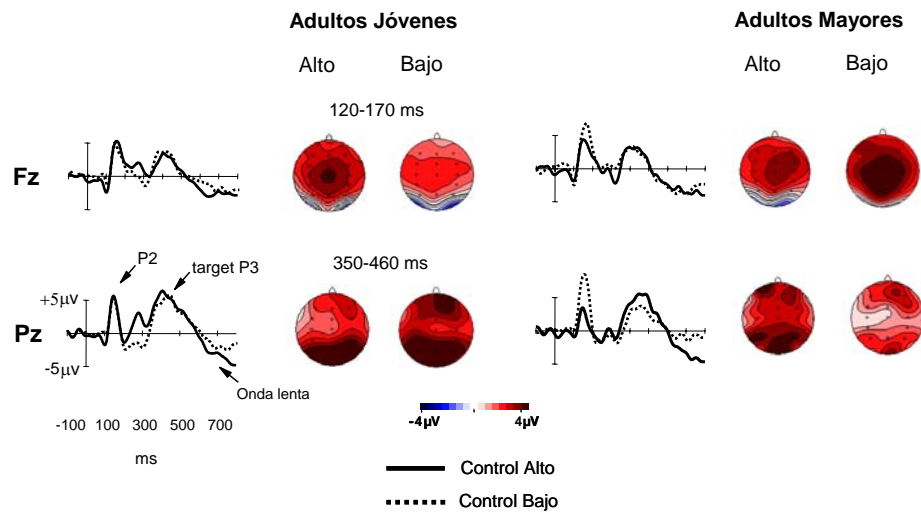 Adultos Jóvenes
Adultos Mayores
Alto
Bajo
Alto
Bajo
120-170 ms
Fz
P2
350-460 ms
target P3
+5μV
Pz
-5μV
Onda lenta
-4μV
4μV
-100 100 300 500 700
ms
Control Alto
Control Bajo